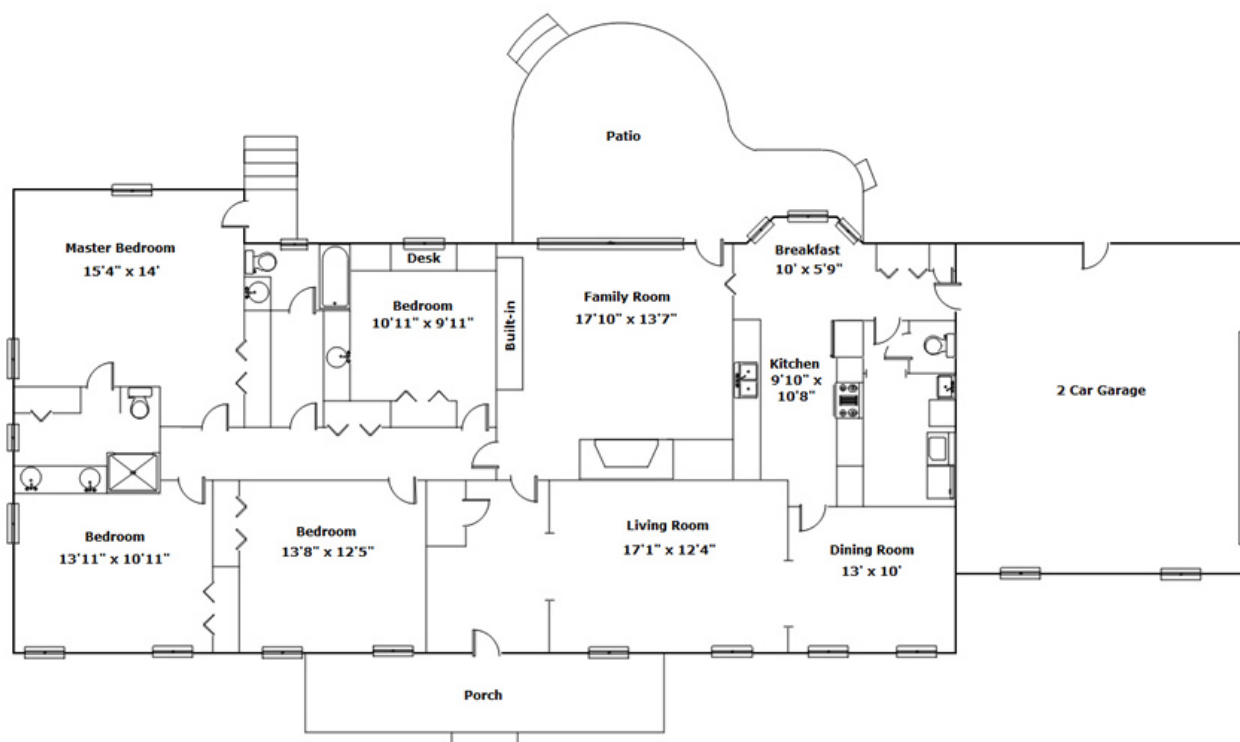 Patio
Master Bedroom
15'4" x 14'
Desk
Breakfast
10' x 5'9"
Bedroom
10'11" x 9'11"
Built-in
Family Room
17'10" x 13'7"
Kitchen
9'10" x
10'8"
2 Car Garage
Bedroom
13'11" x 10'11"
Bedroom
13'8" x 12'5"
Living Room
17'1" x 12'4"
Dining Room
13' x 10'
Porch